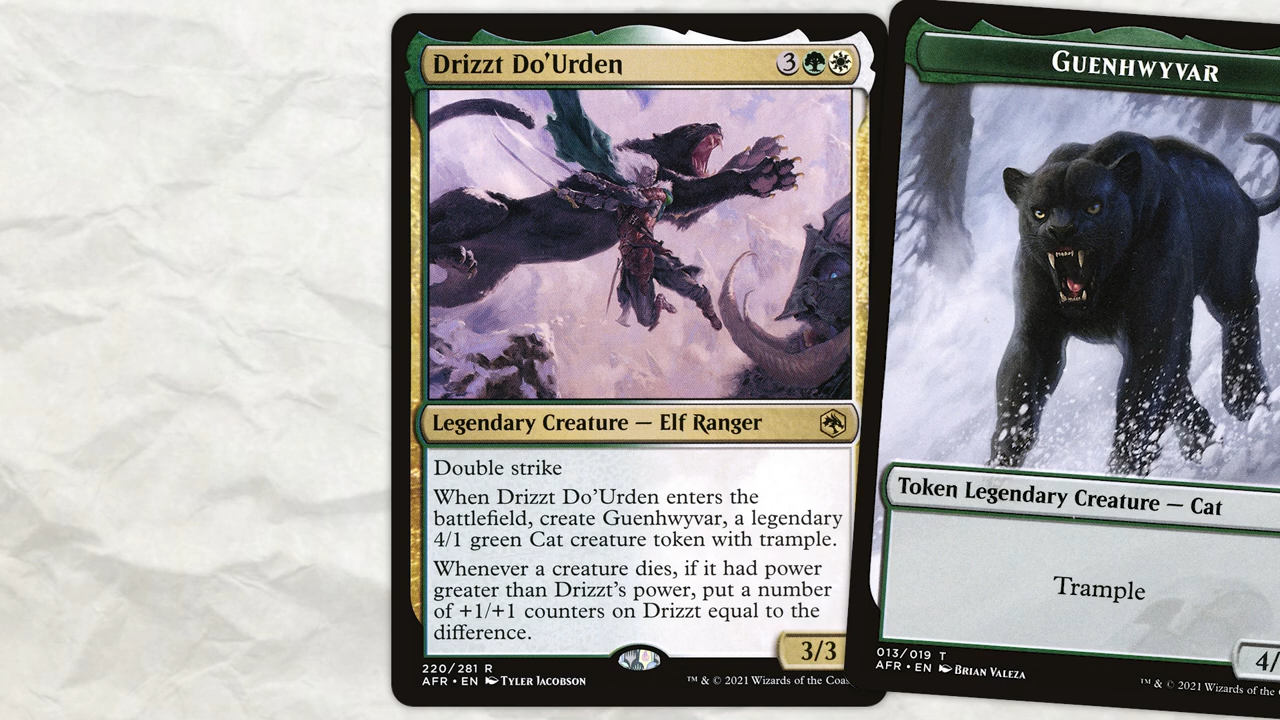 Drizzt Do'Urden 3
Legendary Creature — Elf Ranger
Double strike
When Drizzt Do'Urden enters the
battlefield, create Guenhwyvar, a legendary
4/1 green Cat creature token with trample.
Whenever a creature dies, if it had power
greater than Drizzt's power, put a number
of +1/+1 counters on Drizzt equal to the
difference.
3/3
220/281 R
AFR • EN Tyler Jacobson
™ & © 2021 Wizards of the
Guenhwyvar
Token Legendary Creature — Cat
Trample
4/
013/019 T
AFR • EN Brian Valeza
™ & © 2021 Wizards of the